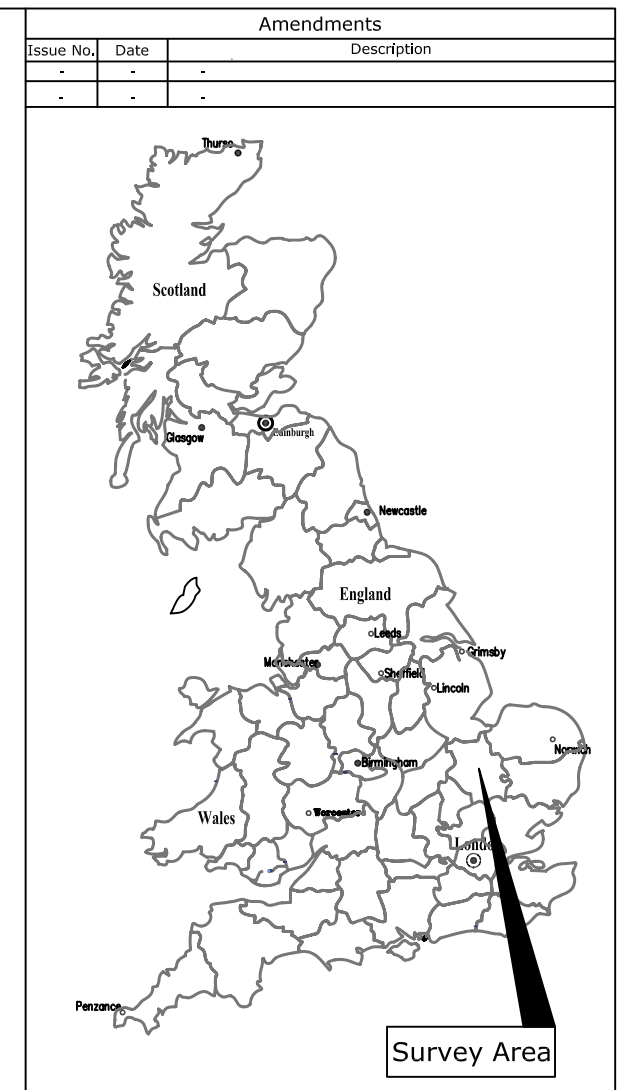 Amendments
Issue No. Date Description
- - -
- - -
Thurso
Scotland
Edinburgh
Glasgow
Newcastle
England
Leeds
Grimsby
Manchester
Sheffield
Lincoln
Norwich
Birmingham
Wales
Worcester
London
Penzance
Survey Area